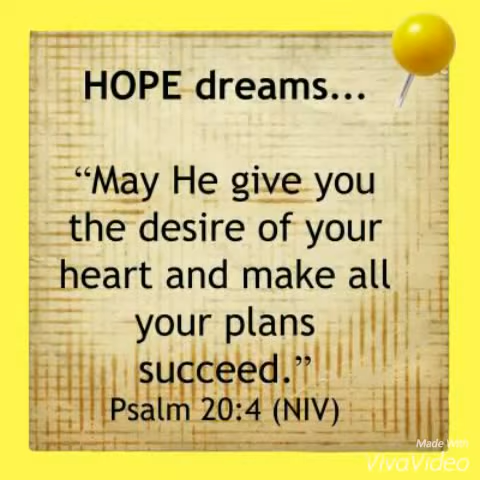 HOPE dreams...
“May He give you
the desire of your
heart and make all
your plans
succeed.”
Psalm 20:4 (NIV)
Made With
VivaVideo